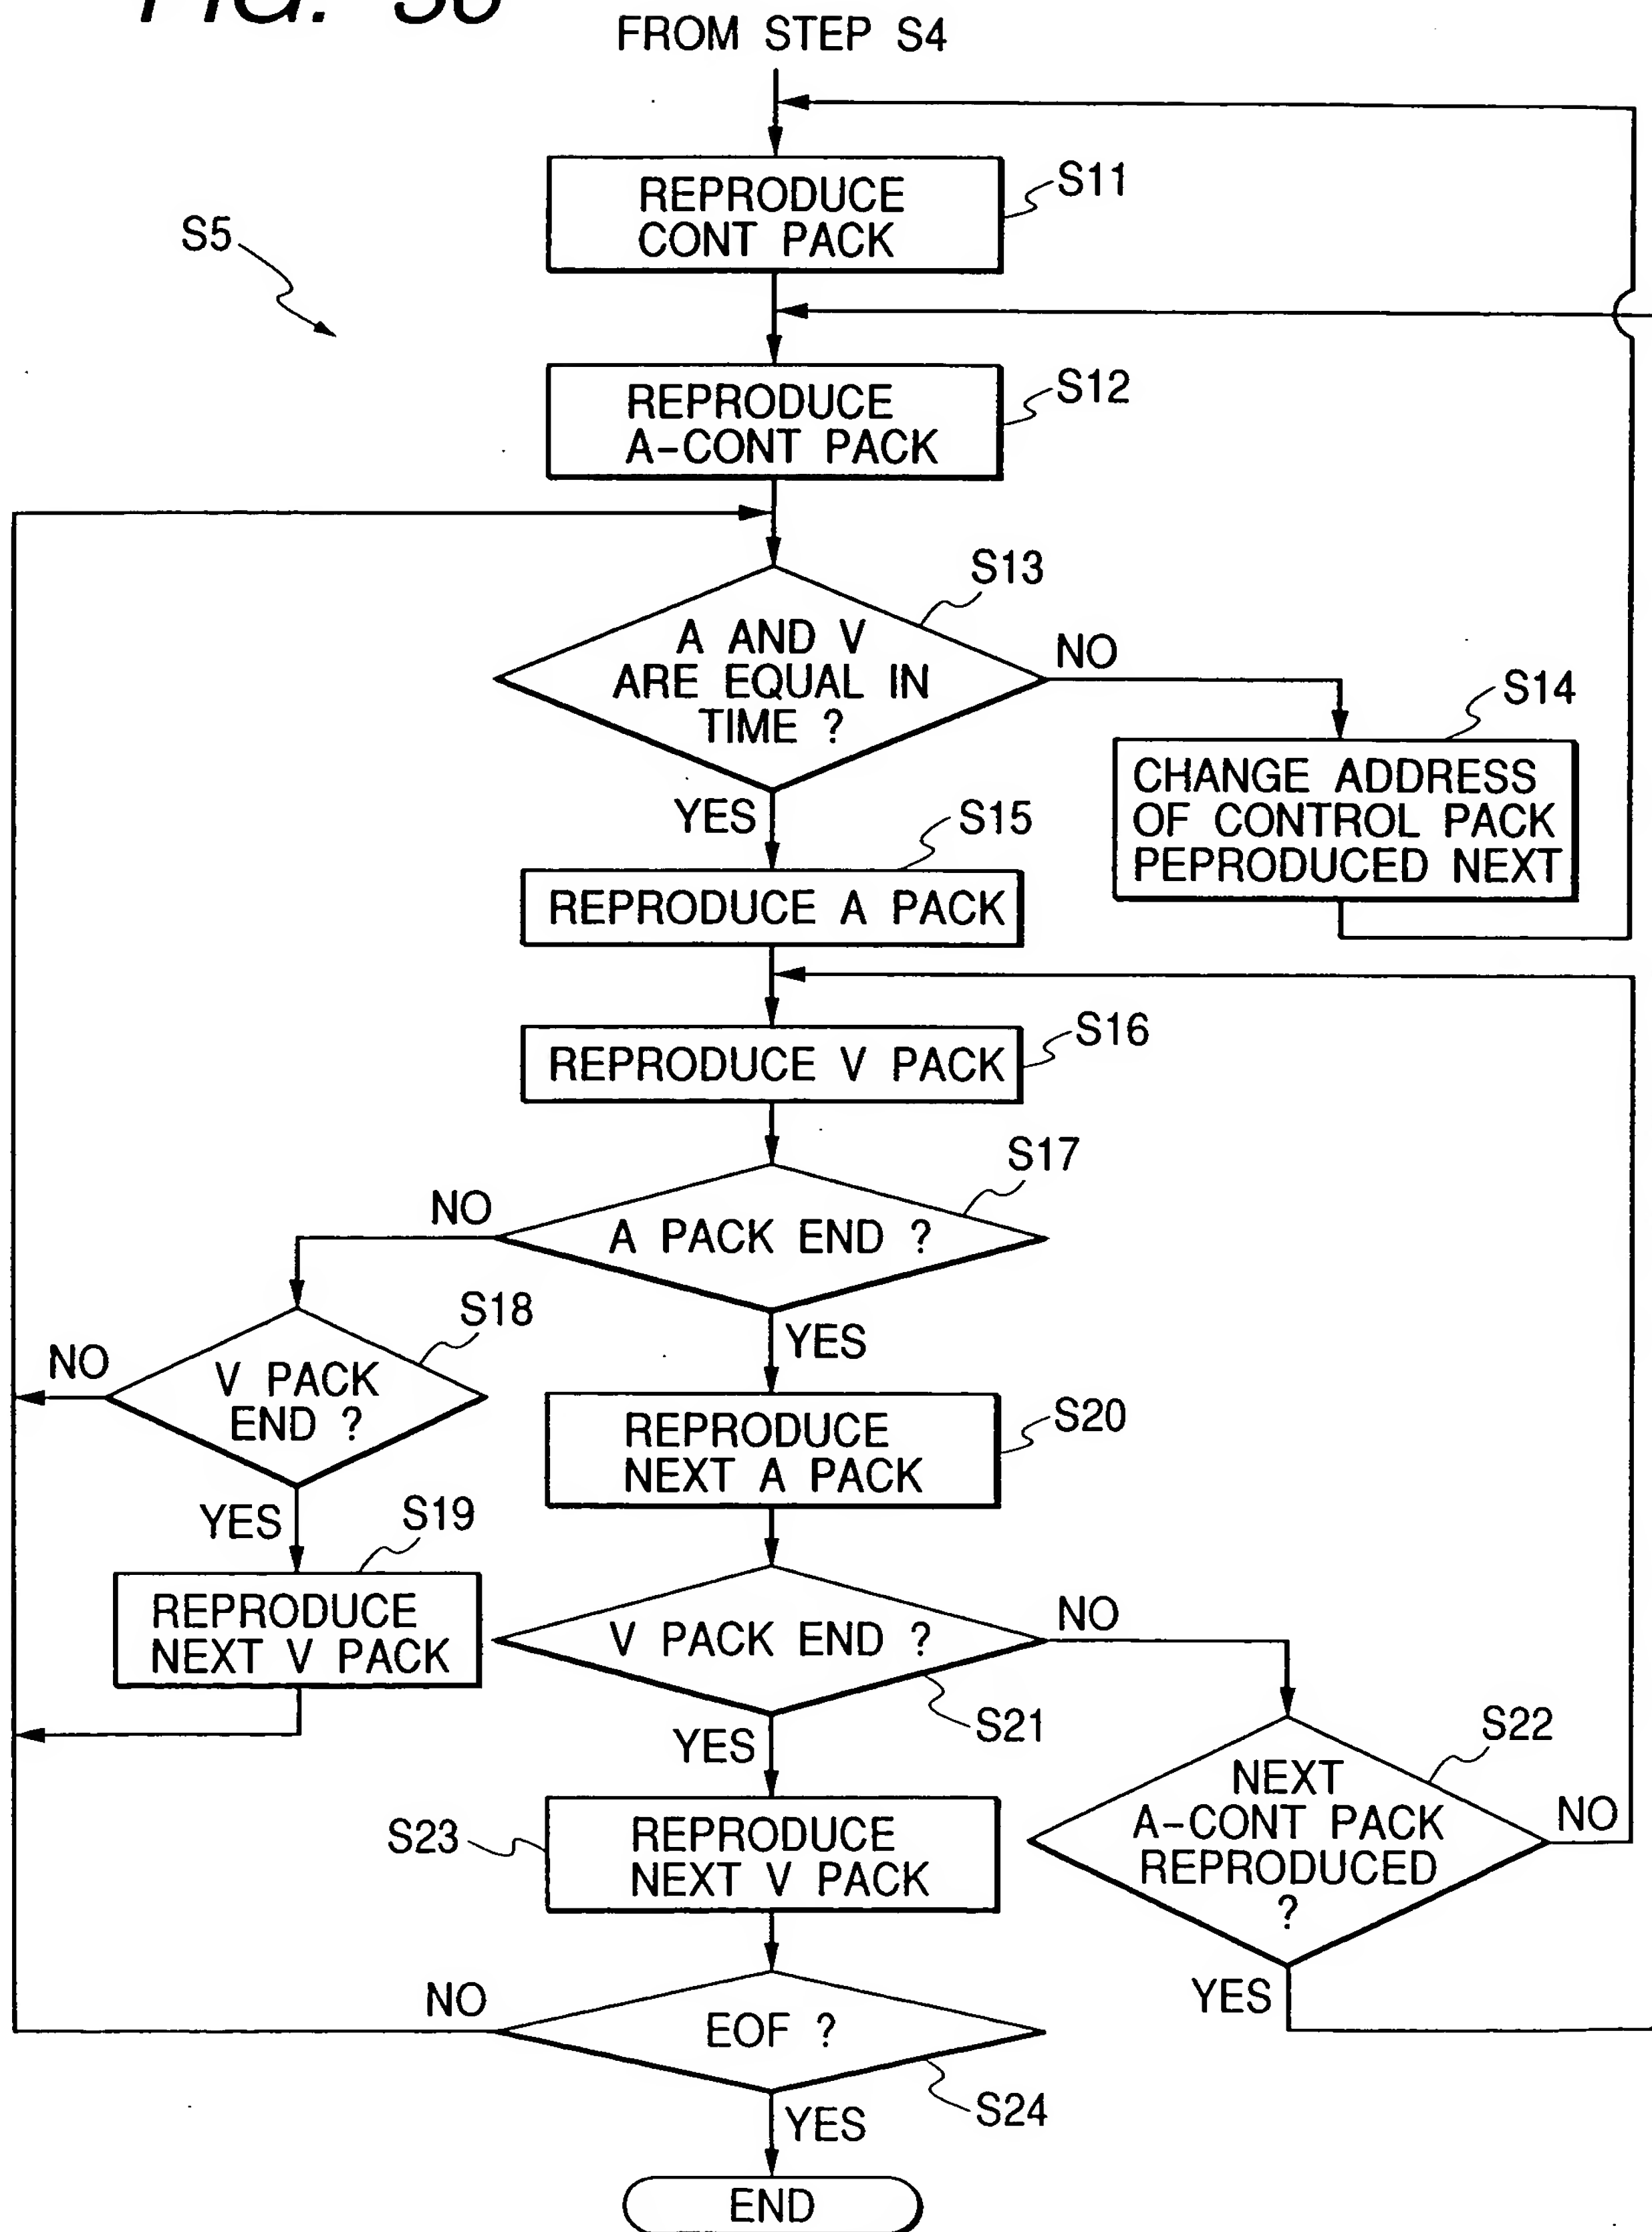 FIG.
FROM STEP S4
S5
REPRODUCE
CONT PACK
S11
REPRODUCE
A-CONT PACK
S12
A AND V
ARE EQUAL IN
TIME ?
S13
NO
YES
S14
CHANGE ADDRESS
OF CONTROL PACK
PEPRODUCED NEXT
S15
REPRODUCE A PACK
S16
REPRODUCE V PACK
S17
A PACK END ?
NO
YES
S18
V PACK
END ?
NO
YES
S19
REPRODUCE
NEXT V PACK
S20
REPRODUCE
NEXT A PACK
V PACK END ?
NO
S21
YES
S22
NEXT
A-CONT PACK
REPRODUCED
?
NO
YES
S23
REPRODUCE
NEXT V PACK
EOF ?
NO
S24
YES
END